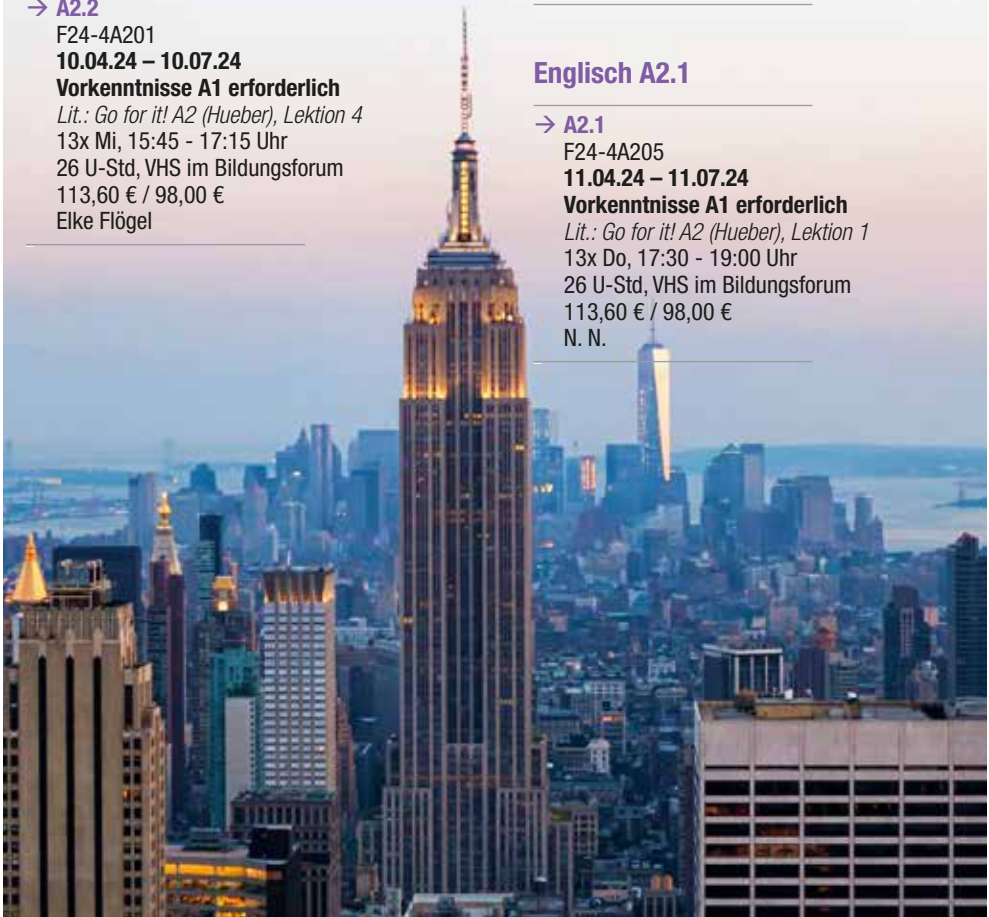 → A2.2
F24-4A201
10.04.24 – 10.07.24
Vorkenntnisse A1 erforderlich
Lit.: Go for it! A2 (Hueber), Lektion 4
13x Mi, 15:45 - 17:15 Uhr
26 U-Std, VHS im Bildungsforum
113,60 € / 98,00 €
Elke Flögel
Englisch A2.1
→ A2.1
F24-4A205
11.04.24 – 11.07.24
Vorkenntnisse A1 erforderlich
Lit.: Go for it! A2 (Hueber), Lektion 1
13x Do, 17:30 - 19:00 Uhr
26 U-Std, VHS im Bildungsforum
113,60 € / 98,00 €
N. N.